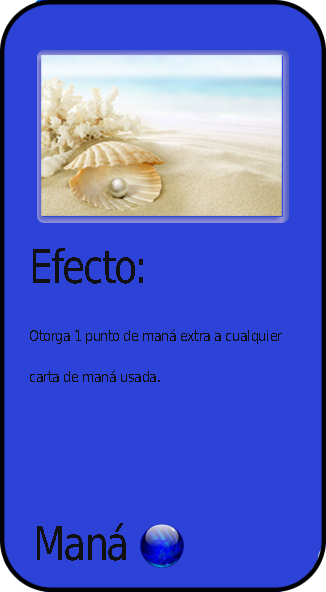 Efecto:
Otorga 1 punto de maná extra a cualquier
carta de maná usada.
Maná